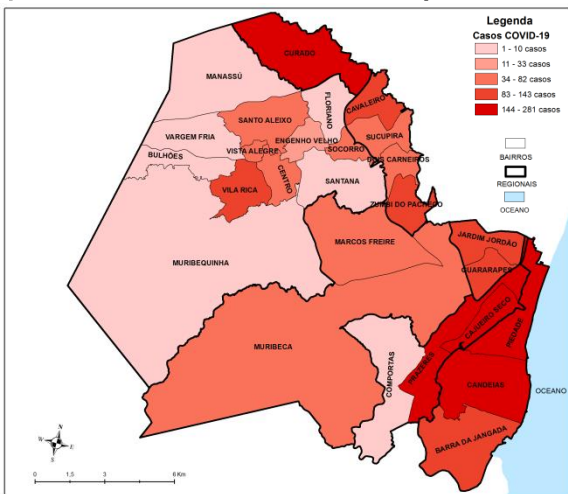 Legenda
Casos COVID-19
1 - 10 casos
11 - 33 casos
34 - 82 casos
83 - 143 casos
144 - 281 casos
BAIRROS
REGIONAIS
OCEANO
CURADO
MANASSÚ
FLORIANO
CAVALEIRO
SANTO ALEIXO
SUCUPIRA
VARGEM FRIA
ENGENHO VELHO
SOCORRO
BULHÕES
VISTA ALEGRE
DOIS CARNEIROS
CENTRO
SANTANA
VILA RICA
ZUMBI DO PACHECO
MURIBEQUINHA
MARCOS FREIRE
JARDIM JORDÃO
GUARARAPES
CAJUEIRO SECO
PIEDADE
MURIBECA
COMPORTAS
PRAZERES
CANDEIAS
OCEANO
BARRA DA JANGADA
N
W
E
S
0 1,5 3 6 Km